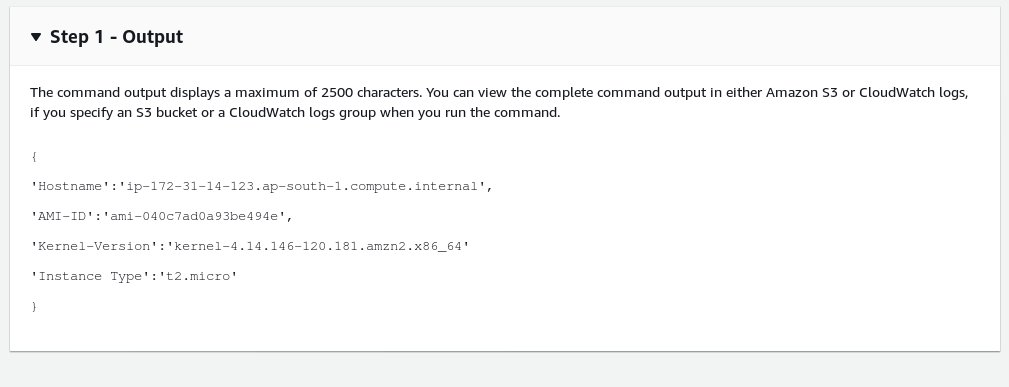 Step 1 - Output
The command output displays a maximum of 2500 characters. You can view the complete command output in either Amazon S3 or CloudWatch logs,
if you specify an S3 bucket or a CloudWatch logs group when you run the command.
{
'Hostname':'ip-172-31-14-123.ap-south-1.compute.internal',
'AMI-ID':'ami-040c7ad0a93be494e',
'Kernel-Version':'kernel-4.14.146-120.181.amzn2.x86_64'
'Instance Type':'t2.micro'
}